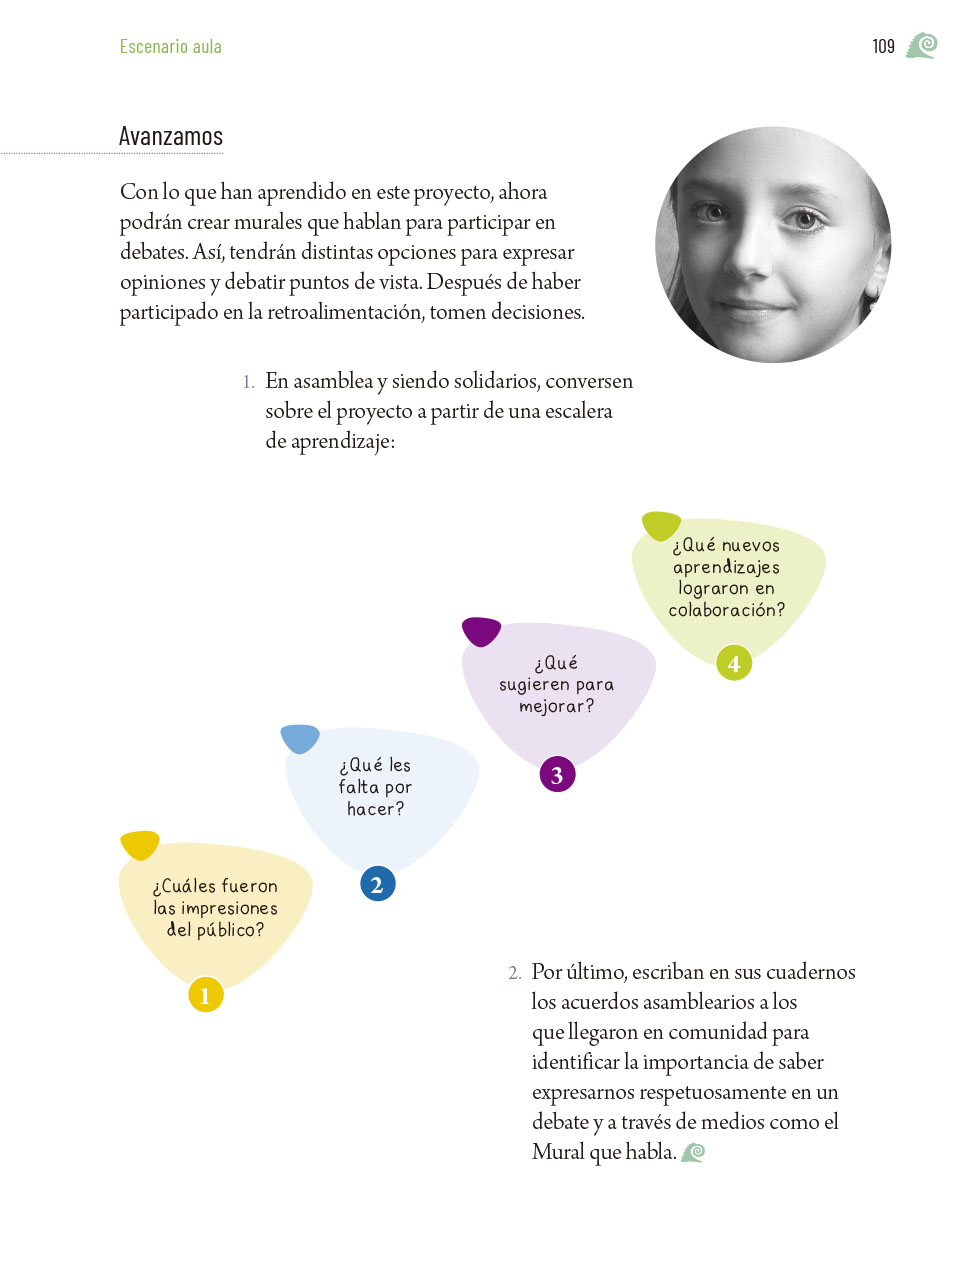 Escenario aula
109
Avanzamos
Con lo que han aprendido en este proyecto, ahora
podrán crear murales que hablan para participar en
debates. Así, tendrán distintas opciones para expresar
opiniones y debatir puntos de vista. Después de haber
participado en la retroalimentación, tomen decisiones.
1. En asamblea y siendo solidarios, conversen
sobre el proyecto a partir de una escalera
de aprendizaje:
¿Cuáles fueron
las impresiones
del público?
1
¿Qué les
falta por
hacer?
2
¿Qué
sugieren para
mejorar?
3
¿Qué nuevos
aprendizajes
lograron en
colaboración?
4
2. Por último, escriban en sus cuadernos
los acuerdos asamblearios a los
que llegaron en comunidad para
identificar la importancia de saber
expresarnos respetuosamente en un
debate y a través de medios como el
Mural que habla.